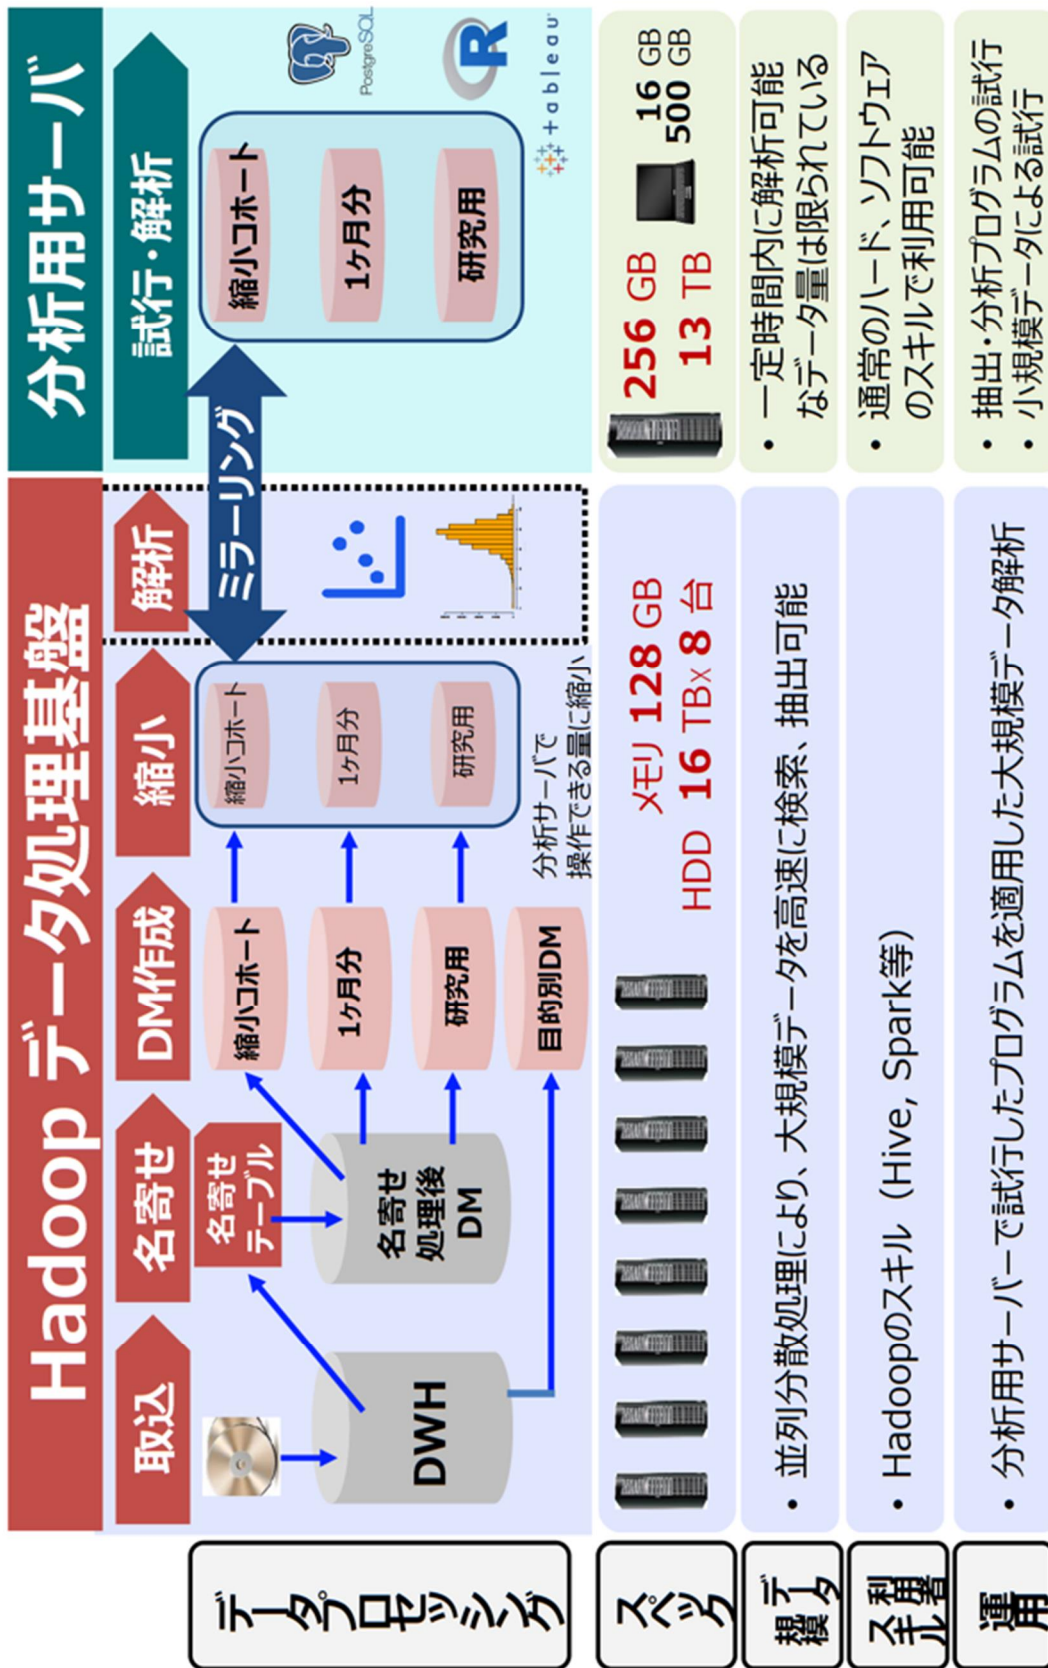 Hadoop データ処理基盤
分析用サーバ
取込
名寄せ
DM作成
縮小
解析
試行・解析
データプロセッシング
DWH
名寄せ
テーブル
名寄せ
処理後
DM
縮小コホート
1ヶ月分
研究用
目的別DM
縮小コホート
1ヶ月分
研究用
分析サーバで
操作できる量に縮小
ミラーリング
縮小コホート
1ヶ月分
研究用
PostgreSQL
R
+ableau
スペック
メモリ 128 GB
HDD 16 TBx 8 台
256 GB
13 TB
16 GB
500 GB
データ
規模
• 並列分散処理により、大規模データを高速に検索、抽出可能
• 一定時間内に解析可能
なデータ量は限られている
利用者
スキル
• Hadoopのスキル（Hive, Spark等）
• 通常のハード、ソフトウェア
のスキルで利用可能
運用
• 分析用サーバーで試行したプログラムを適用した大規模データ解析
• 抽出・分析プログラムの試行
• 小規模データによる試行